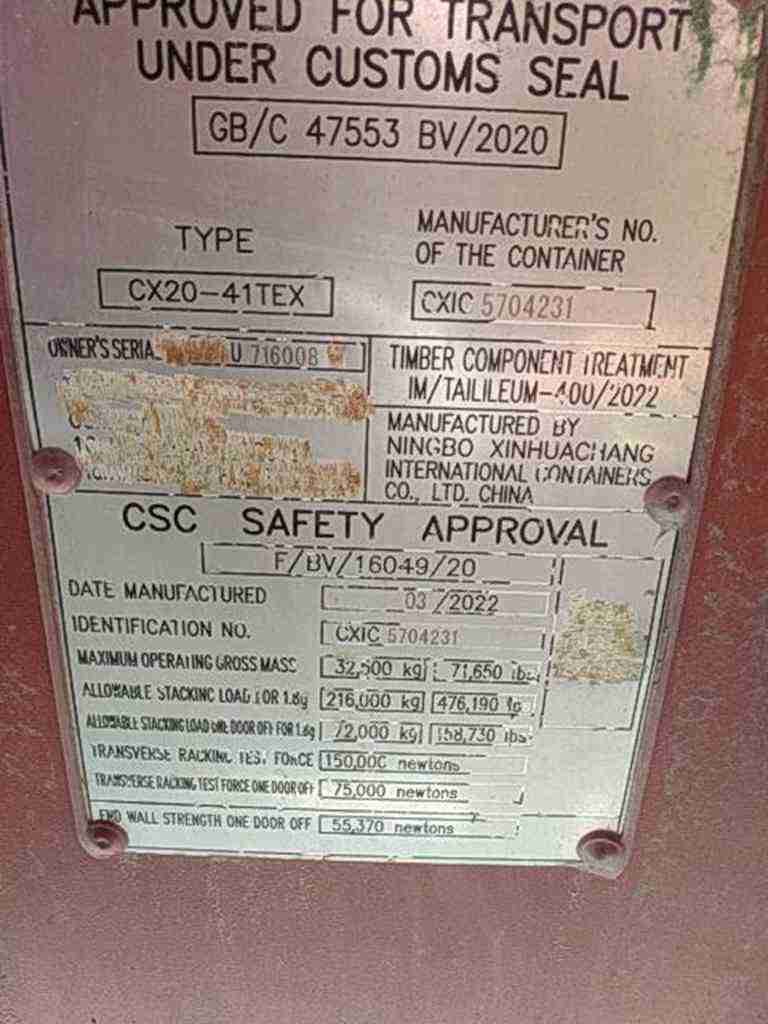 APPROVED FOR TRANSPORT
UNDER CUSTOMS SEAL
GB/C 47553 BV/2020
TYPE
MANUFACTURER'S NO.
OF THE CONTAINER
CX20-41TEX
CXIC 5704231
OWNER'S SERIAL
U 716008
TIMBER COMPONENT TREATMENT
IM/TAILILEUM-400/2022
MANUFACTURED BY
NINGBO XINHUACHANG
INTERNATIONAL CONTAINERS
CO., LTD. CHINA
CSC SAFETY APPROVAL
F/BV/16049/20
DATE MANUFACTURED 03/2022
IDENTIFICATION NO. CXIC 5704231
MAXIMUM OPERATING GROSS MASS 32,500 kg 71,650 lbs
ALLOWABLE STACKING LOAD FOR 1.8g 216,000 kg 476,190
ALLOWABLE STACKING LOAD ONE DOOR OFF FOR 1.8g 72,000 kg 158,730 lbs
TRANSVERSE RACKING TEST FORCE 150,000 newtons
TRANSVERSE RACKING TEST FORCE ONE DOOR OFF 75,000 newtons
END WALL STRENGTH ONE DOOR OFF 55,370 newtons